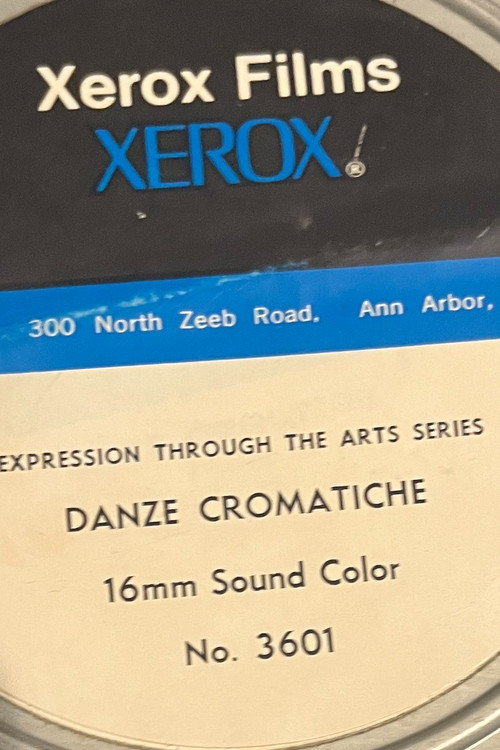 Xerox Films
XEROX®
300 North Zeeb Road, Ann Arbor,
EXPRESSION THROUGH THE ARTS SERIES
DANZE CROMATICHE
16mm Sound Color
No. 3601